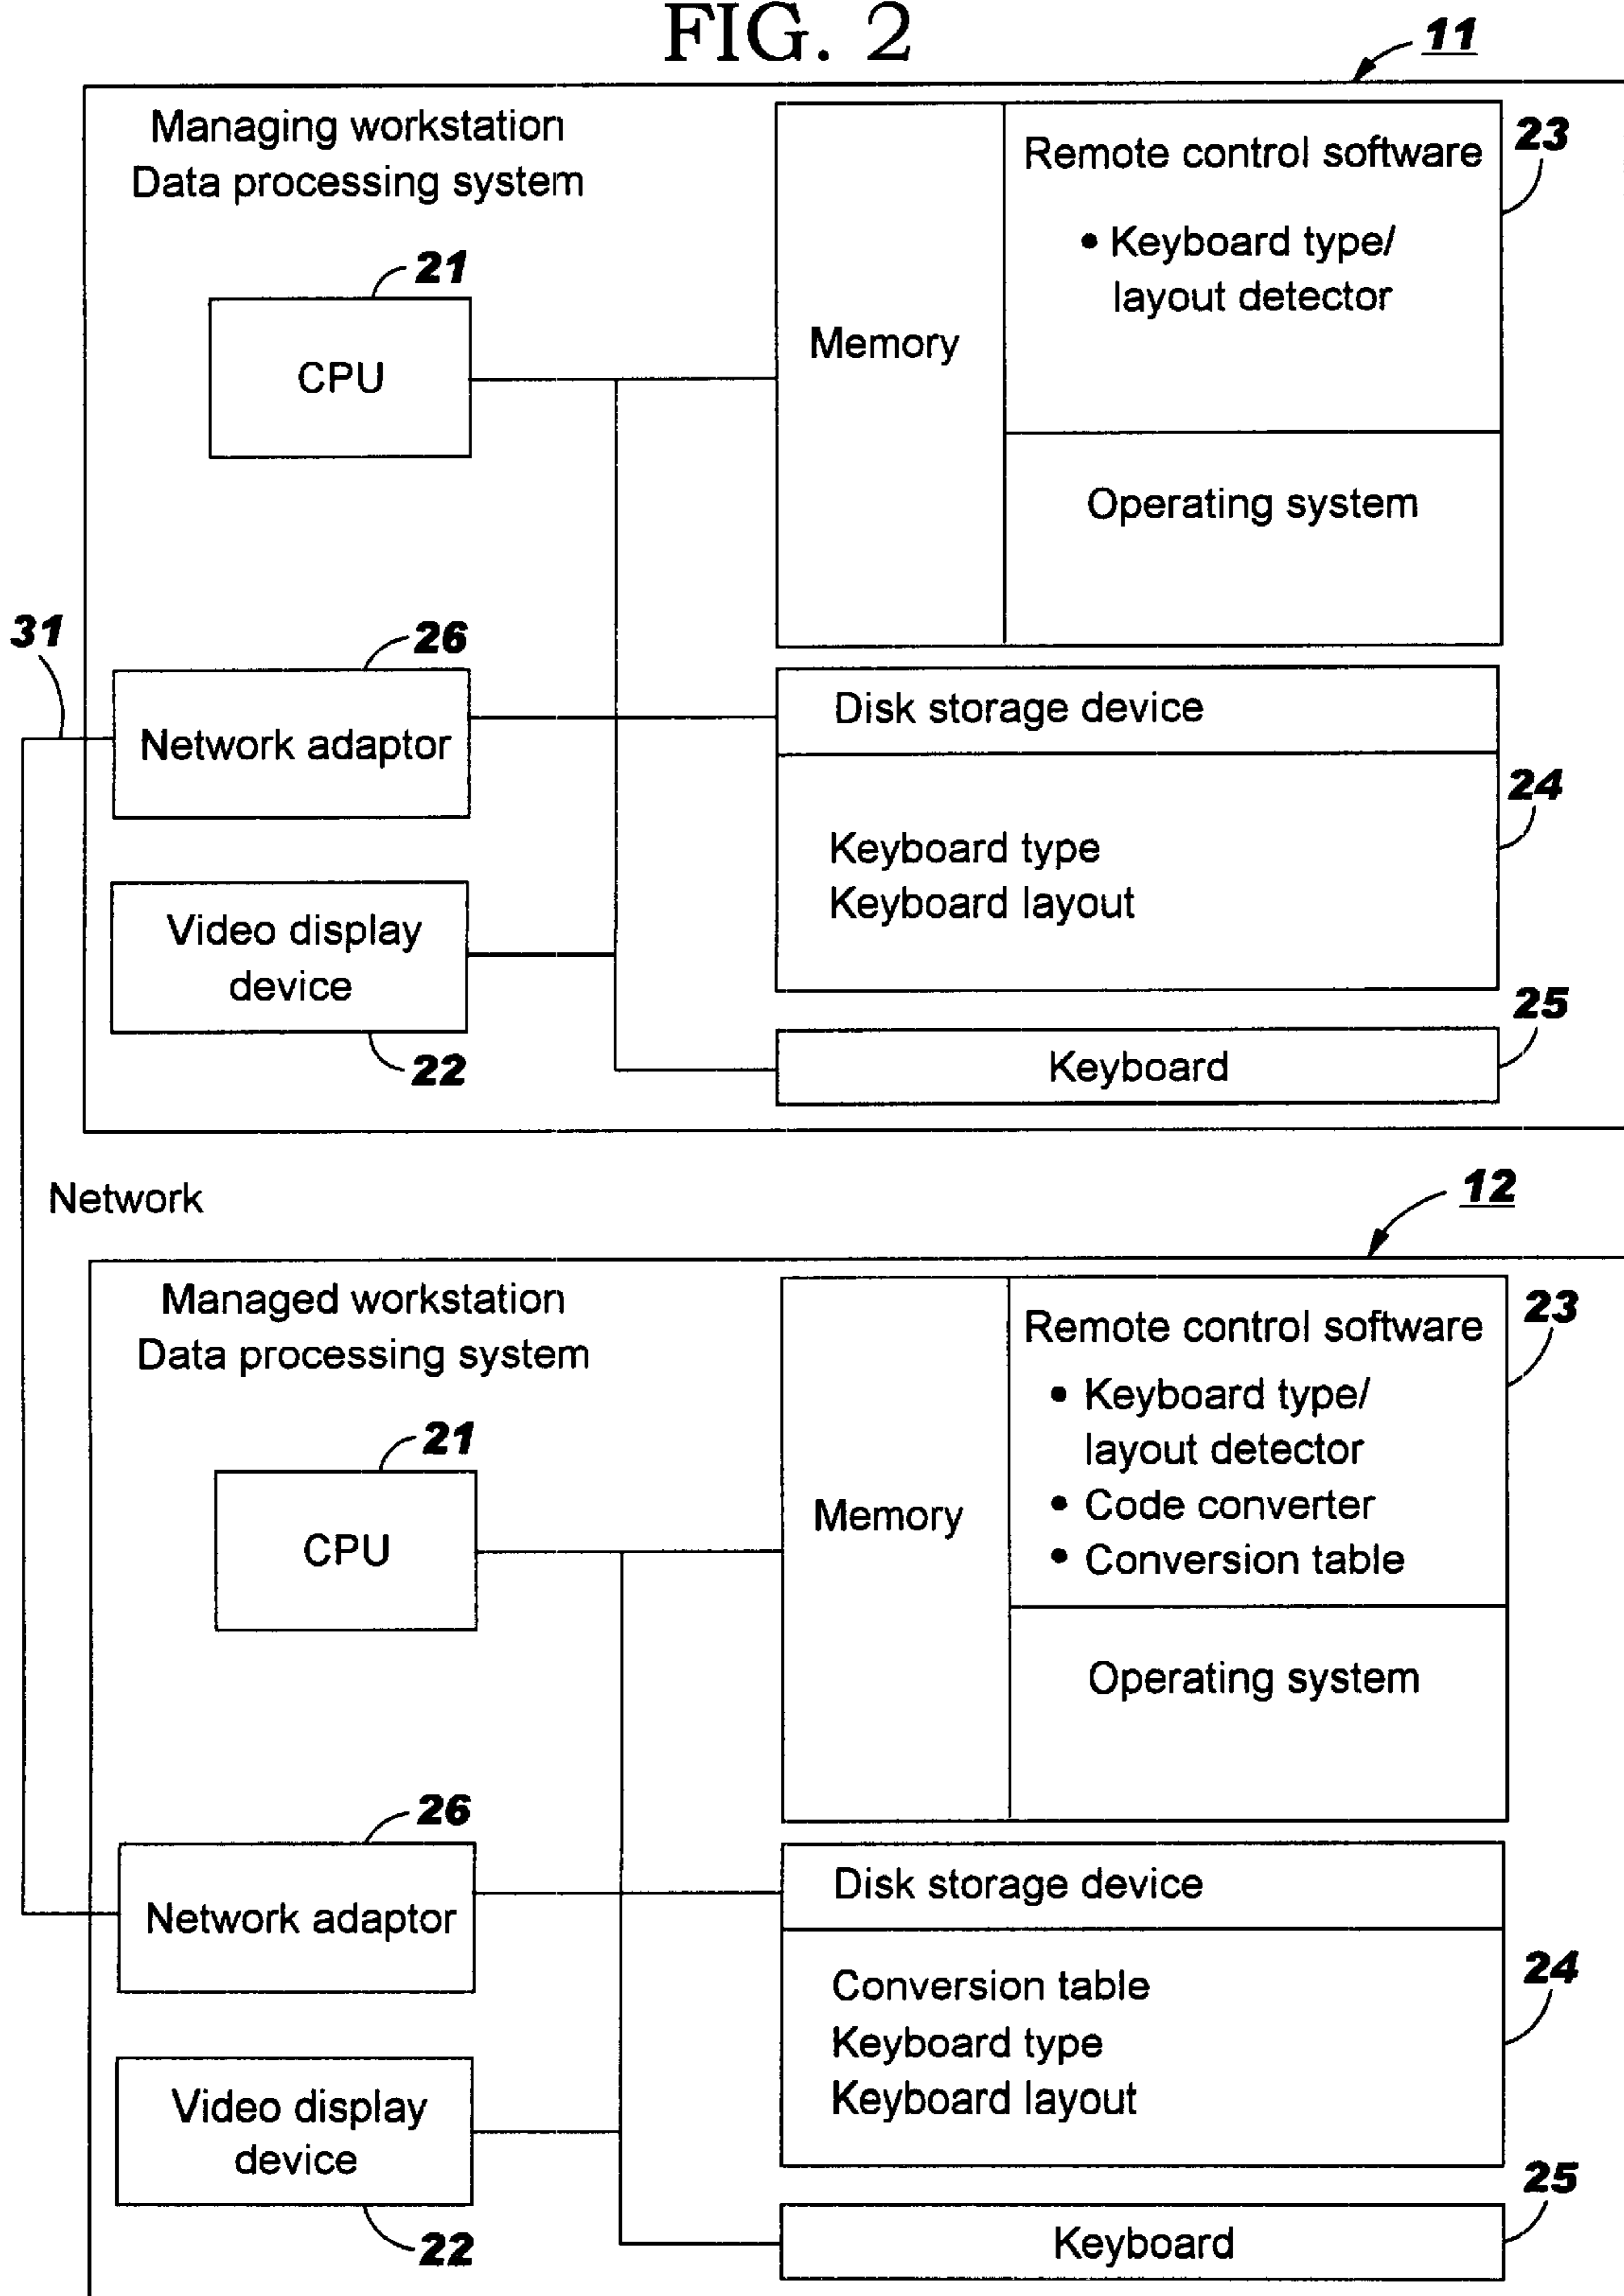 FIG. 2
11
Managing workstation
Data processing system
21
CPU
Memory
Remote control software
23
• Keyboard type/
layout detector
Operating system
31
26
Network adaptor
Disk storage device
24
Keyboard type
Keyboard layout
Video display
device
22
25
Keyboard
Network
12
Managed workstation
Data processing system
21
CPU
Memory
Remote control software
23
• Keyboard type/
layout detector
• Code converter
• Conversion table
Operating system
26
Network adaptor
Disk storage device
24
Conversion table
Keyboard type
Keyboard layout
Video display
device
22
25
Keyboard